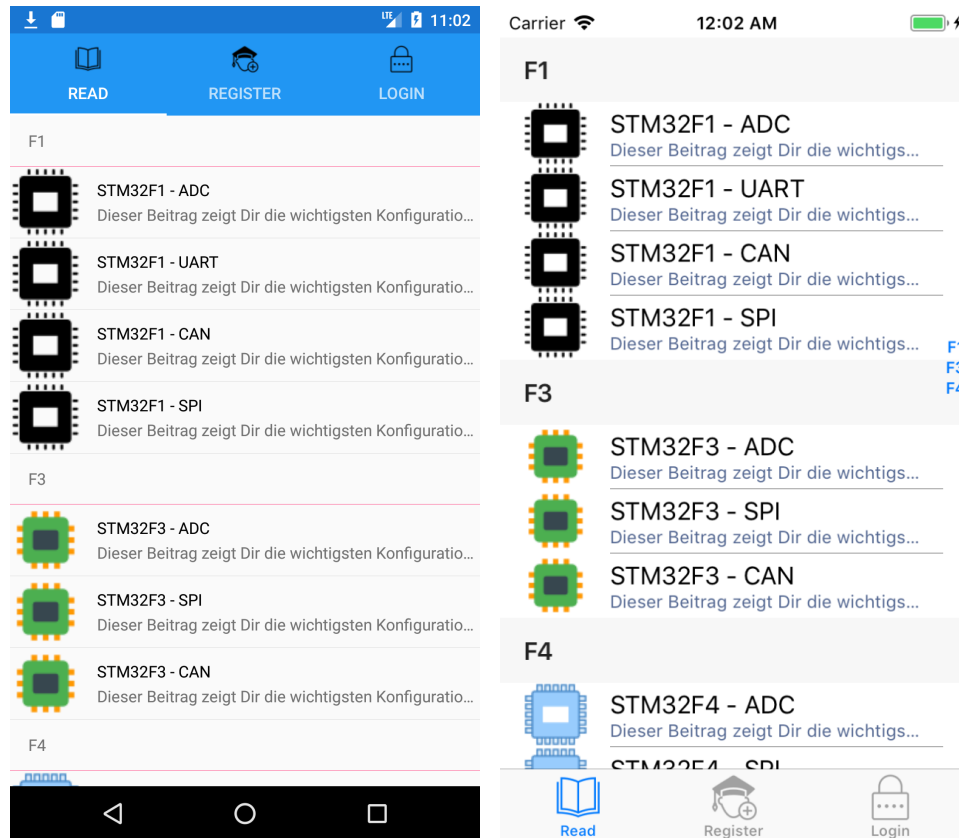 LTE 11:02
READ REGISTER LOGIN
F1
STM32F1 - ADC
Dieser Beitrag zeigt Dir die wichtigsten Konfiguratio...
STM32F1 - UART
Dieser Beitrag zeigt Dir die wichtigsten Konfiguratio...
STM32F1 - CAN
Dieser Beitrag zeigt Dir die wichtigsten Konfiguratio...
STM32F1 - SPI
Dieser Beitrag zeigt Dir die wichtigsten Konfiguratio...
F3
STM32F3 - ADC
Dieser Beitrag zeigt Dir die wichtigsten Konfiguratio...
STM32F3 - SPI
Dieser Beitrag zeigt Dir die wichtigsten Konfiguratio...
STM32F3 - CAN
Dieser Beitrag zeigt Dir die wichtigsten Konfiguratio...
F4
Carrier 12:02 AM
F1
STM32F1 - ADC
Dieser Beitrag zeigt Dir die wichtigs...
STM32F1 - UART
Dieser Beitrag zeigt Dir die wichtigs...
STM32F1 - CAN
Dieser Beitrag zeigt Dir die wichtigs...
STM32F1 - SPI
Dieser Beitrag zeigt Dir die wichtigs...
F1
F3
F4
F3
STM32F3 - ADC
Dieser Beitrag zeigt Dir die wichtigs...
STM32F3 - SPI
Dieser Beitrag zeigt Dir die wichtigs...
STM32F3 - CAN
Dieser Beitrag zeigt Dir die wichtigs...
F4
STM32F4 - ADC
Dieser Beitrag zeigt Dir die wichtigs...
STM32F4 - SPI
Read Register Login